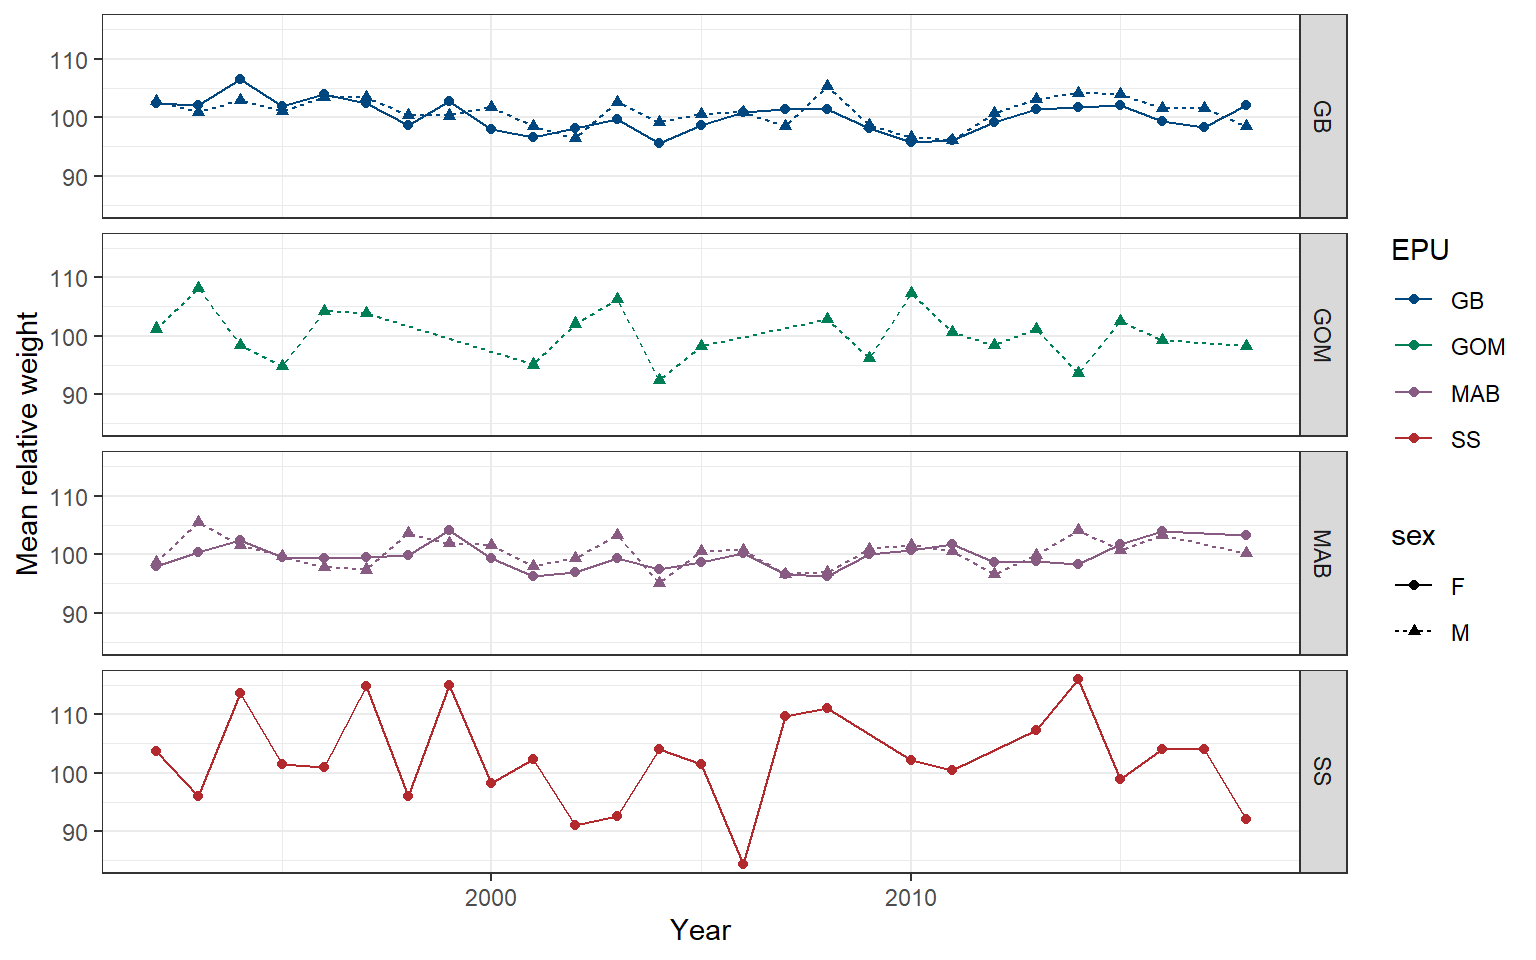 Mean relative weight
110
100
90
GB
110
100
90
GOM
110
100
90
MAB
110
100
90
SS
2000
2010
Year
EPU
GB
GOM
MAB
SS
sex
F
M